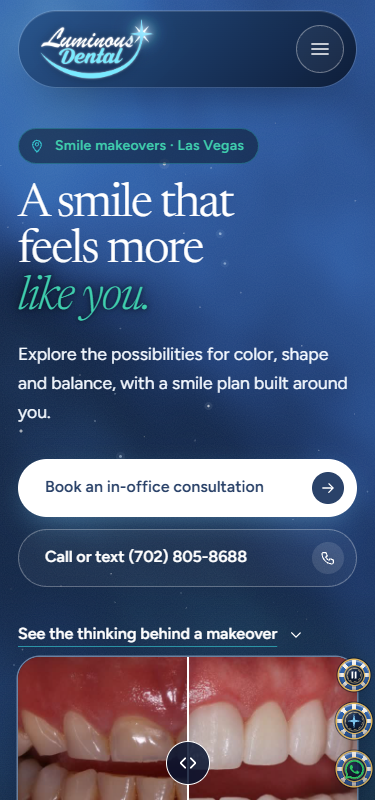 Luminous
Dental
Smile makeovers · Las Vegas
A smile that
feels more
like you.
Explore the possibilities for color, shape
and balance, with a smile plan built around
you.
Book an in-office consultation
Call or text (702) 805-8688
See the thinking behind a makeover